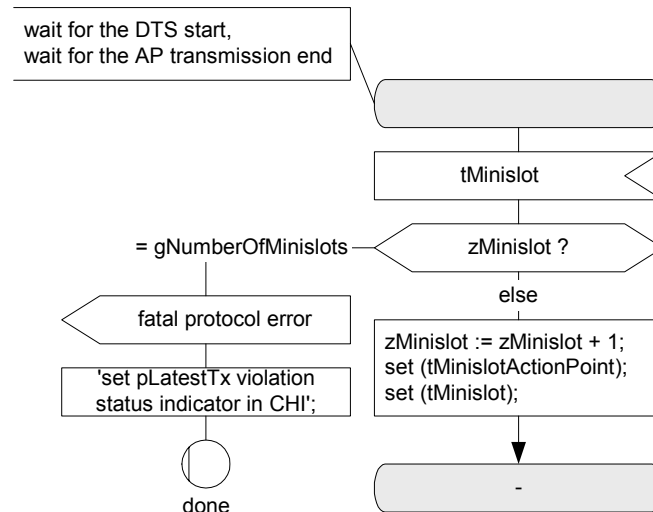 wait for the DTS start,
wait for the AP transmission end
tMinislot
= gNumberOfMinislots
zMinislot ?
else
fatal protocol error
zMinislot := zMinislot + 1;
set (tMinislotActionPoint);
set (tMinislot);
'set pLatestTx violation
status indicator in CHI';
-
done